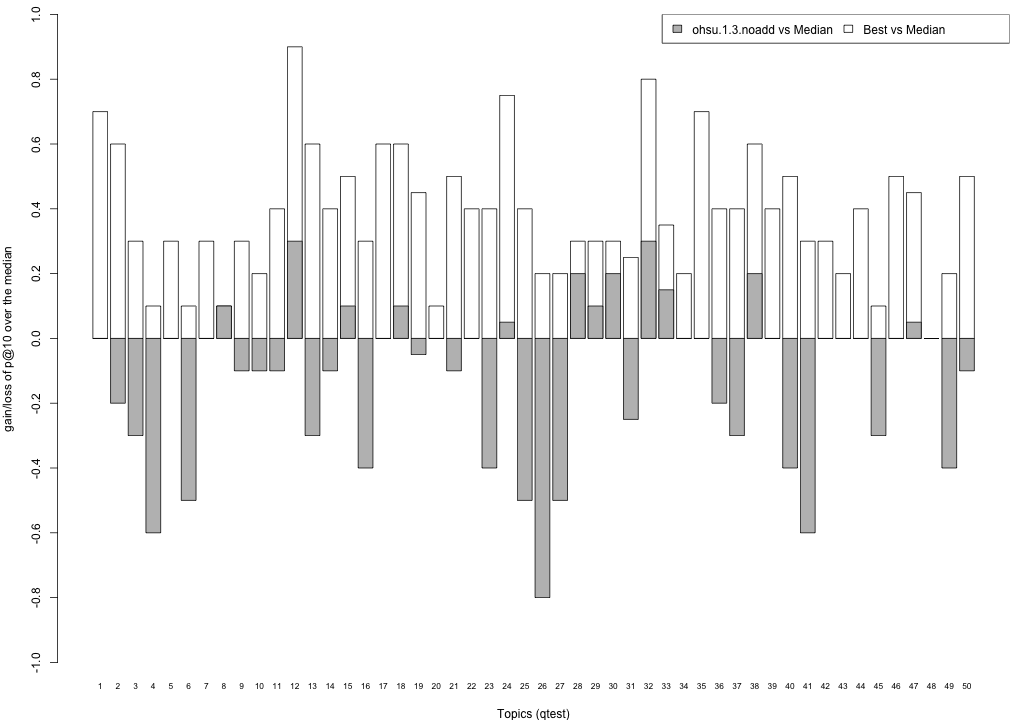 ohsu.1.3.noadd vs Median Best vs Median
1.0
0.8
0.6
0.4
0.2
0.0
-0.2
-0.4
-0.6
-0.8
-1.0
gain/loss of p@10 over the median
1 2 3 4 5 6 7 8 9 10 11 12 13 14 15 16 17 18 19 20 21 22 23 24 25 26 27 28 29 30 31 32 33 34 35 36 37 38 39 40 41 42 43 44 45 46 47 48 49 50
Topics (qtest)